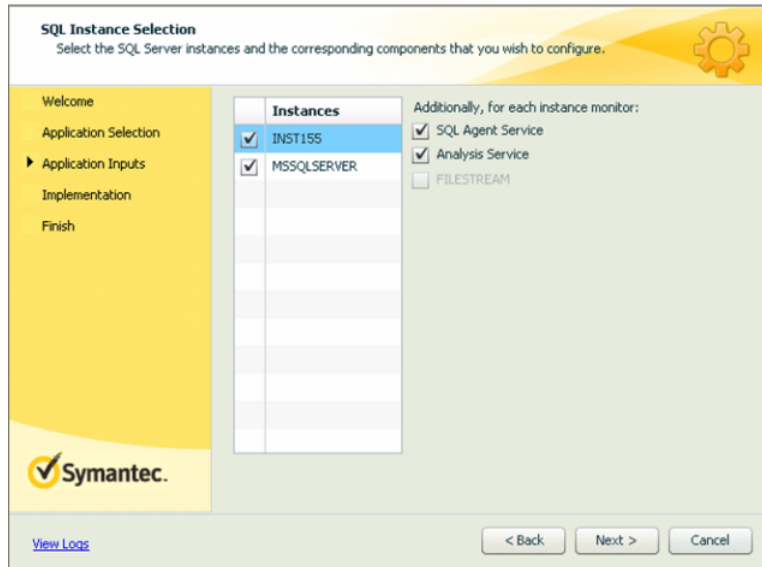 SQL Instance Selection
Select the SQL Server instances and the corresponding components that you wish to configure.
Welcome
Application Selection
Application Inputs
Implementation
Finish
Instances
INST155
MSSQLSERVER
Additionally, for each instance monitor:
SQL Agent Service
Analysis Service
FILESTREAM
Symantec.
View Logs
< Back
Next >
Cancel